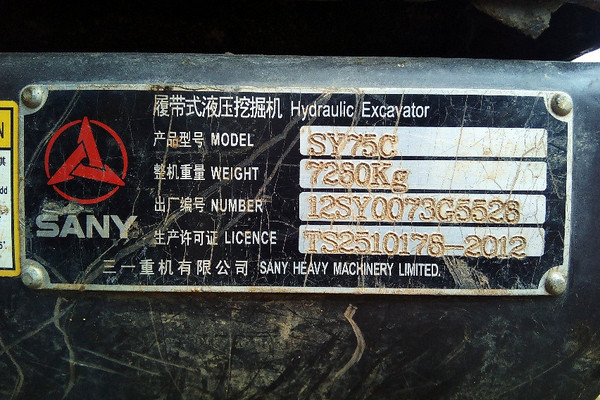 履带式液压挖掘机 Hydraulic Excavator
产品型号 MODEL SY75C
整机重量 WEIGHT 7250Kg
出厂编号 NUMBER 12SY0073G5528
生产许可证 LICENCE TS2510178-2012
SANY
三一重机有限公司 SANY HEAVY MACHINERY LIMITED.